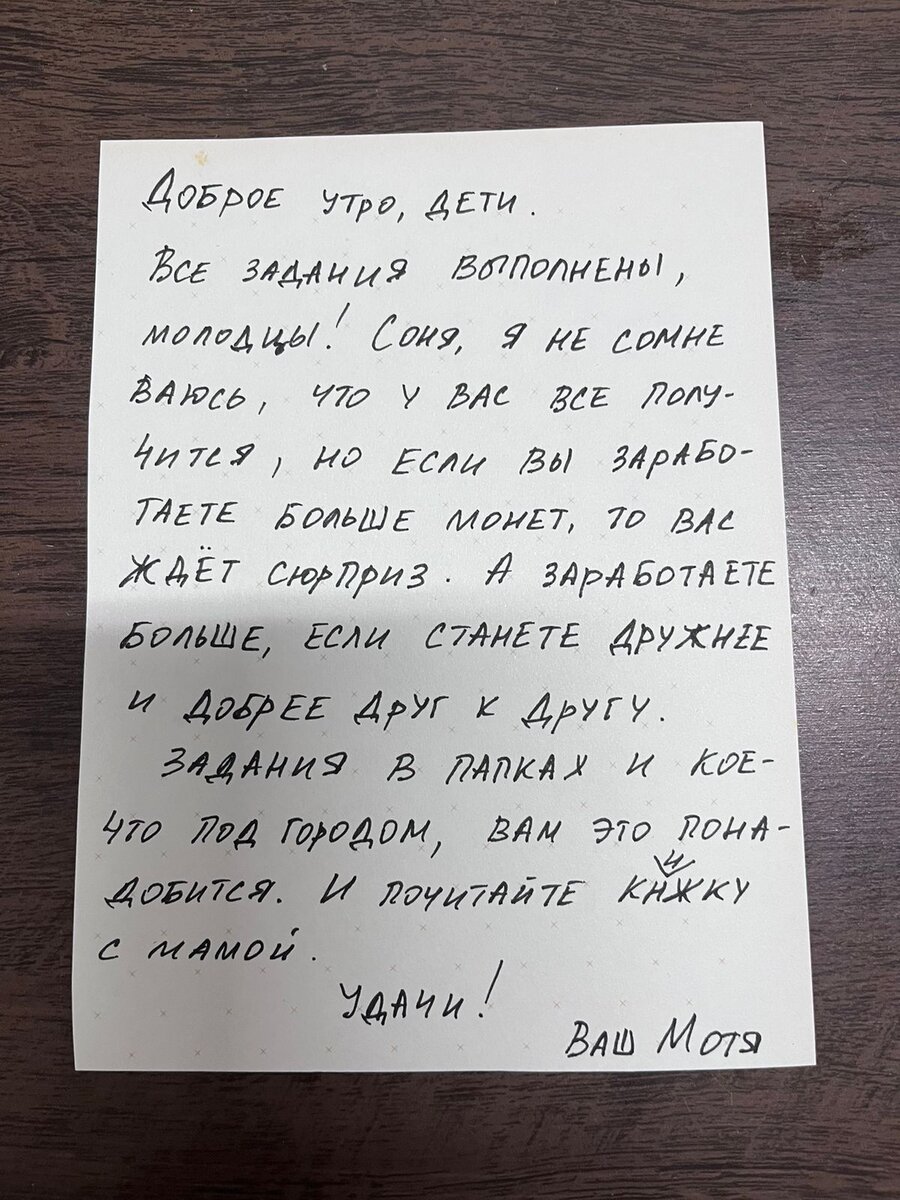 Доброе утро, дети.
Все задания выполнены,
молодцы! Соня, я не сомне
ваюсь, что у вас все полу-
чится, но если вы зарабо-
таете больше монет, то вас
ждёт сюрприз. А заработаете
больше, если станете дружнее
и добрее друг к другу.
Задания в папках и кое-
что под городом, вам это пона-
добится. И почитайте книжку
с мамой.
Удачи!
Ваш Мотя